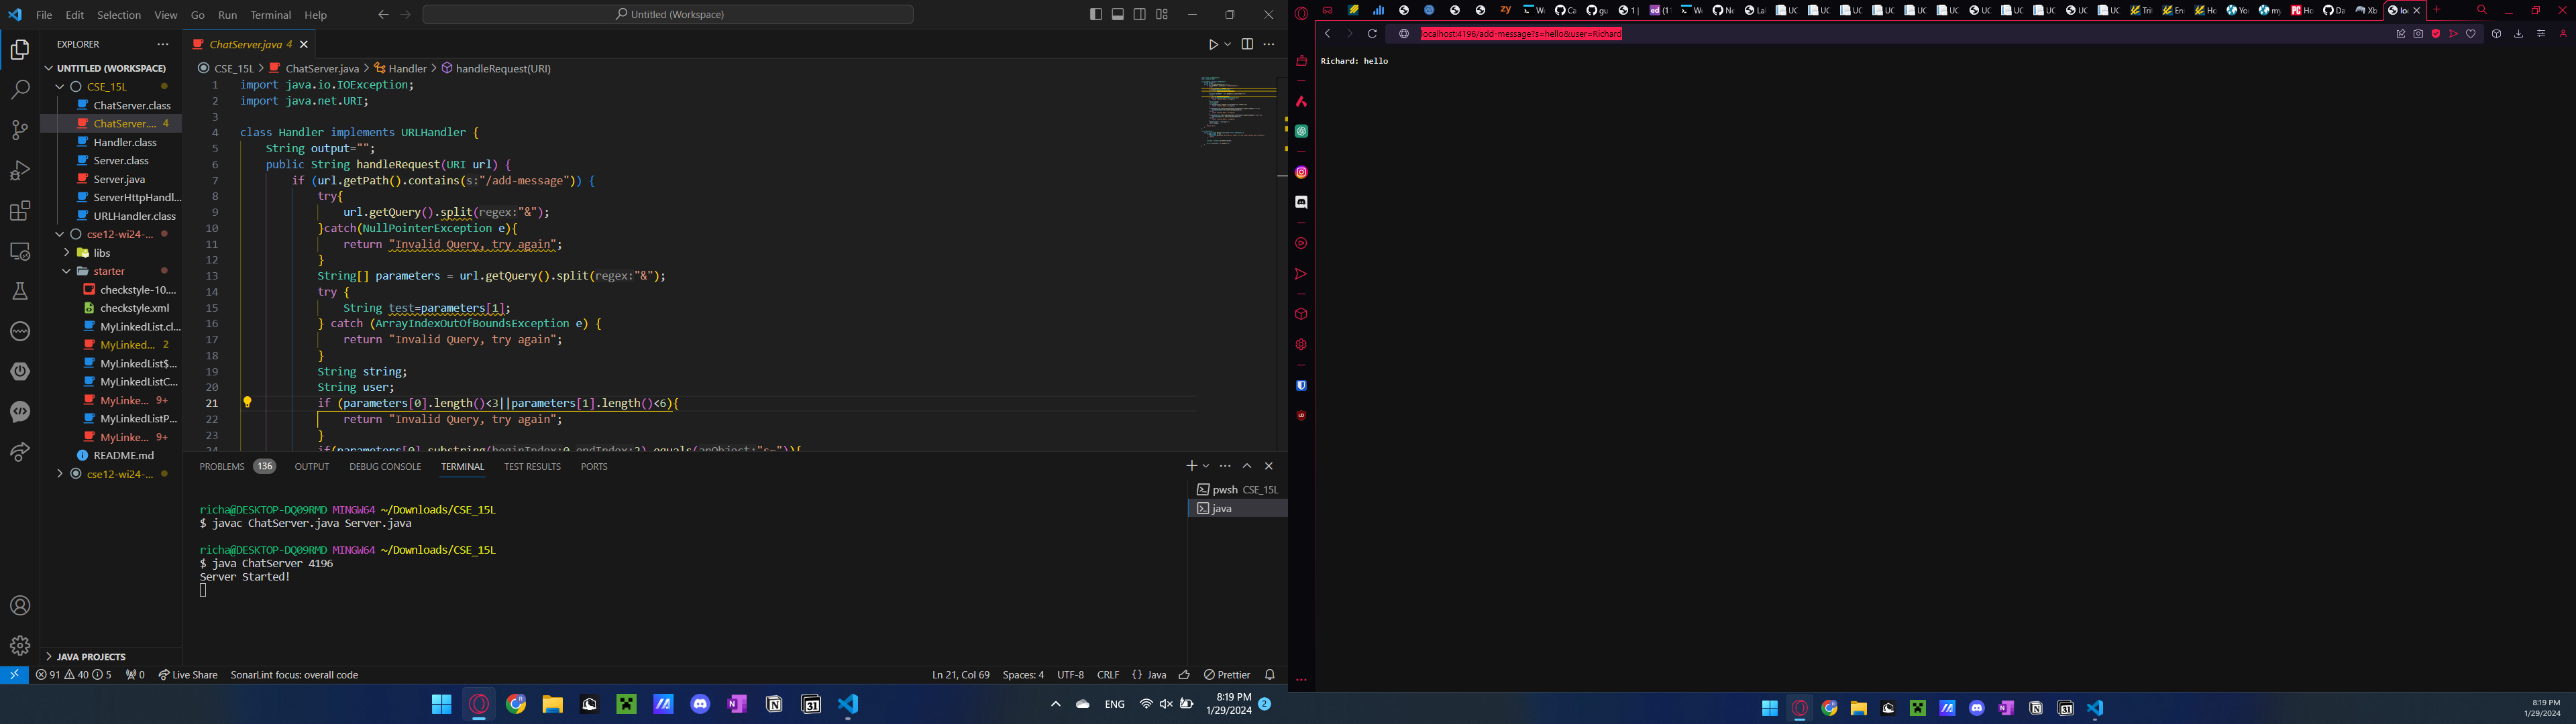 File Edit Selection View Go Run Terminal Help
Untitled (Workspace)
EXPLORER
UNTITLED (WORKSPACE)
CSE_15L
ChatServer.class
ChatServer.... 4
Handler.class
Server.class
Server.java
ServerHttpHandl...
URLHandler.class
cse12-wi24-...
libs
starter
checkstyle-10....
checkstyle.xml
MyLinkedList.cl...
MyLinked... 2
MyLinkedList$...
MyLinkedListC...
MyLinke... 9+
MyLinkedListP...
MyLinke... 9+
README.md
cse12-wi24-...
JAVA PROJECTS
ChatServer.java 4
CSE_15L > ChatServer.java > Handler > handleRequest(URI)
1 import java.io.IOException;
2 import java.net.URI;
3
4 class Handler implements URLHandler {
5 String output="";
6 public String handleRequest(URI url) {
7 if (url.getPath().contains(s:"/add-message")) {
8 try{
9 url.getQuery().split(regex:"&");
10 }catch(NullPointerException e){
11 return "Invalid Query, try again";
12 }
13 String[] parameters = url.getQuery().split(regex:"&");
14 try {
15 String test=parameters[1];
16 } catch (ArrayIndexOutOfBoundsException e) {
17 return "Invalid Query, try again";
18 }
19 String string;
20 String user;
21 if (parameters[0].length()<3||parameters[1].length()<6){
22 return "Invalid Query, try again";
23 }
24 if(parameters[0].substring(beginIndex:0,endIndex:2).equals(anObject:"s=")){
PROBLEMS 136 OUTPUT DEBUG CONSOLE TERMINAL TEST RESULTS PORTS
richa@DESKTOP-DQ09RMD MINGW64 ~/Downloads/CSE_15L
$ javac ChatServer.java Server.java
richa@DESKTOP-DQ09RMD MINGW64 ~/Downloads/CSE_15L
$ java ChatServer 4196
Server Started!
pwsh CSE_15L
java
91 40 5 0 Live Share SonarLint focus: overall code
Ln 21, Col 69 Spaces: 4 UTF-8 CRLF {} Java Prettier
ENG
8:19 PM
1/29/2024
2
localhost:4196/add-message?s=hello&user=Richard
Richard: hello
8:19 PM
1/29/2024